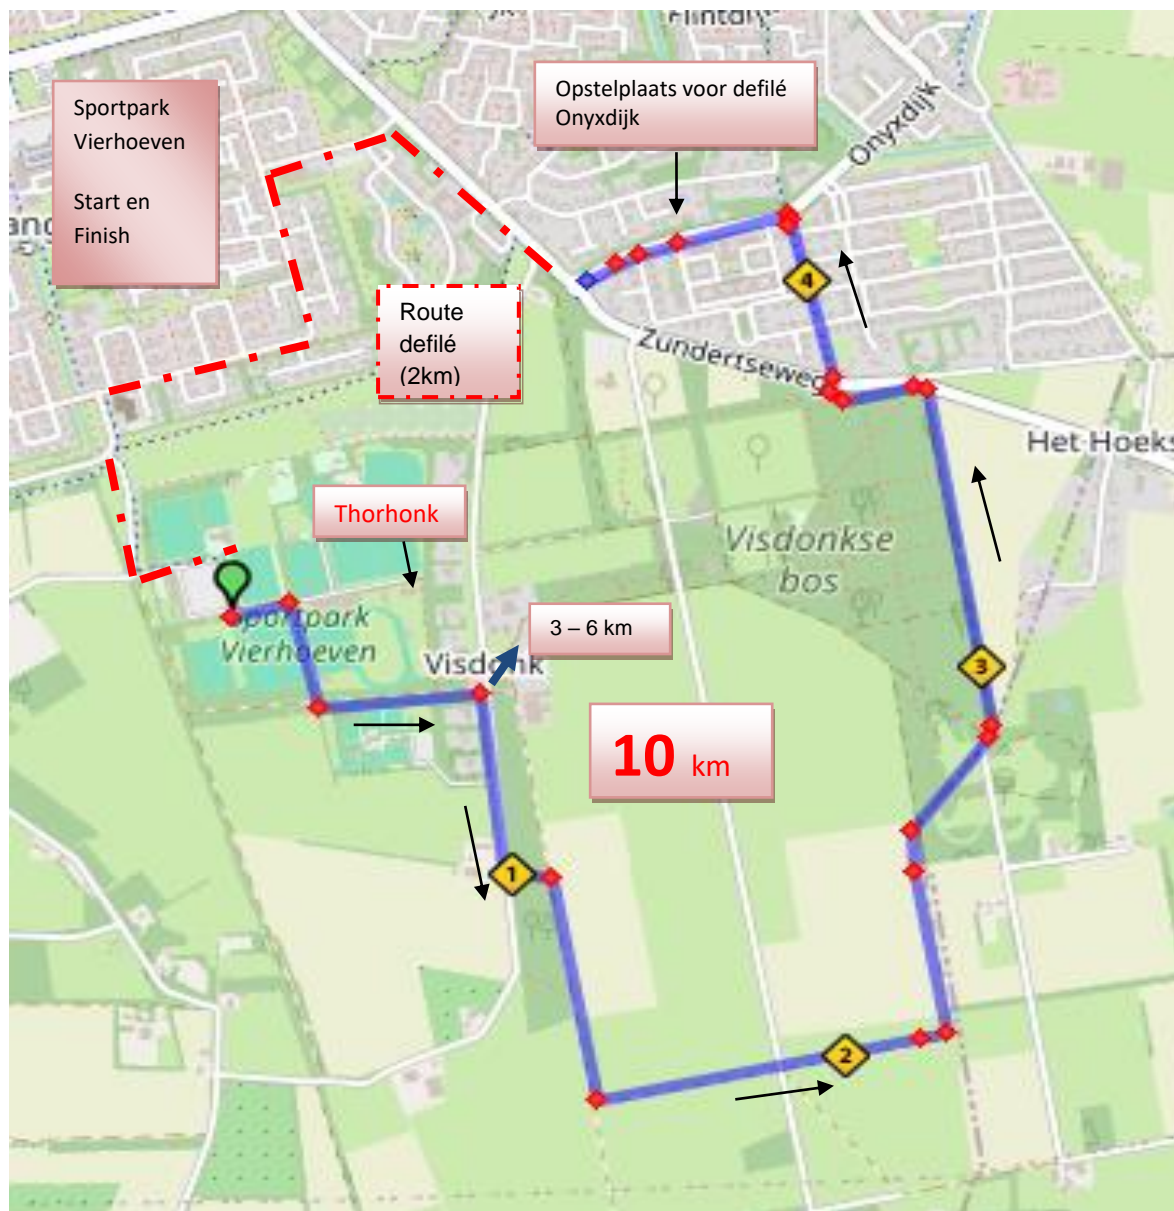 Flintdi
Sportpark
Vierhoeven
Start en
Finish
Opstelplaats voor defilé
Onyxdijk
Onyxdijk
Route
defilé
(2km)
4
Zundertseweg
Het Hoeks
Thorhonk
Visdonkse
bos
Sportpark
Vierhoeven
3 – 6 km
Visdonk
3
10 km
1
2